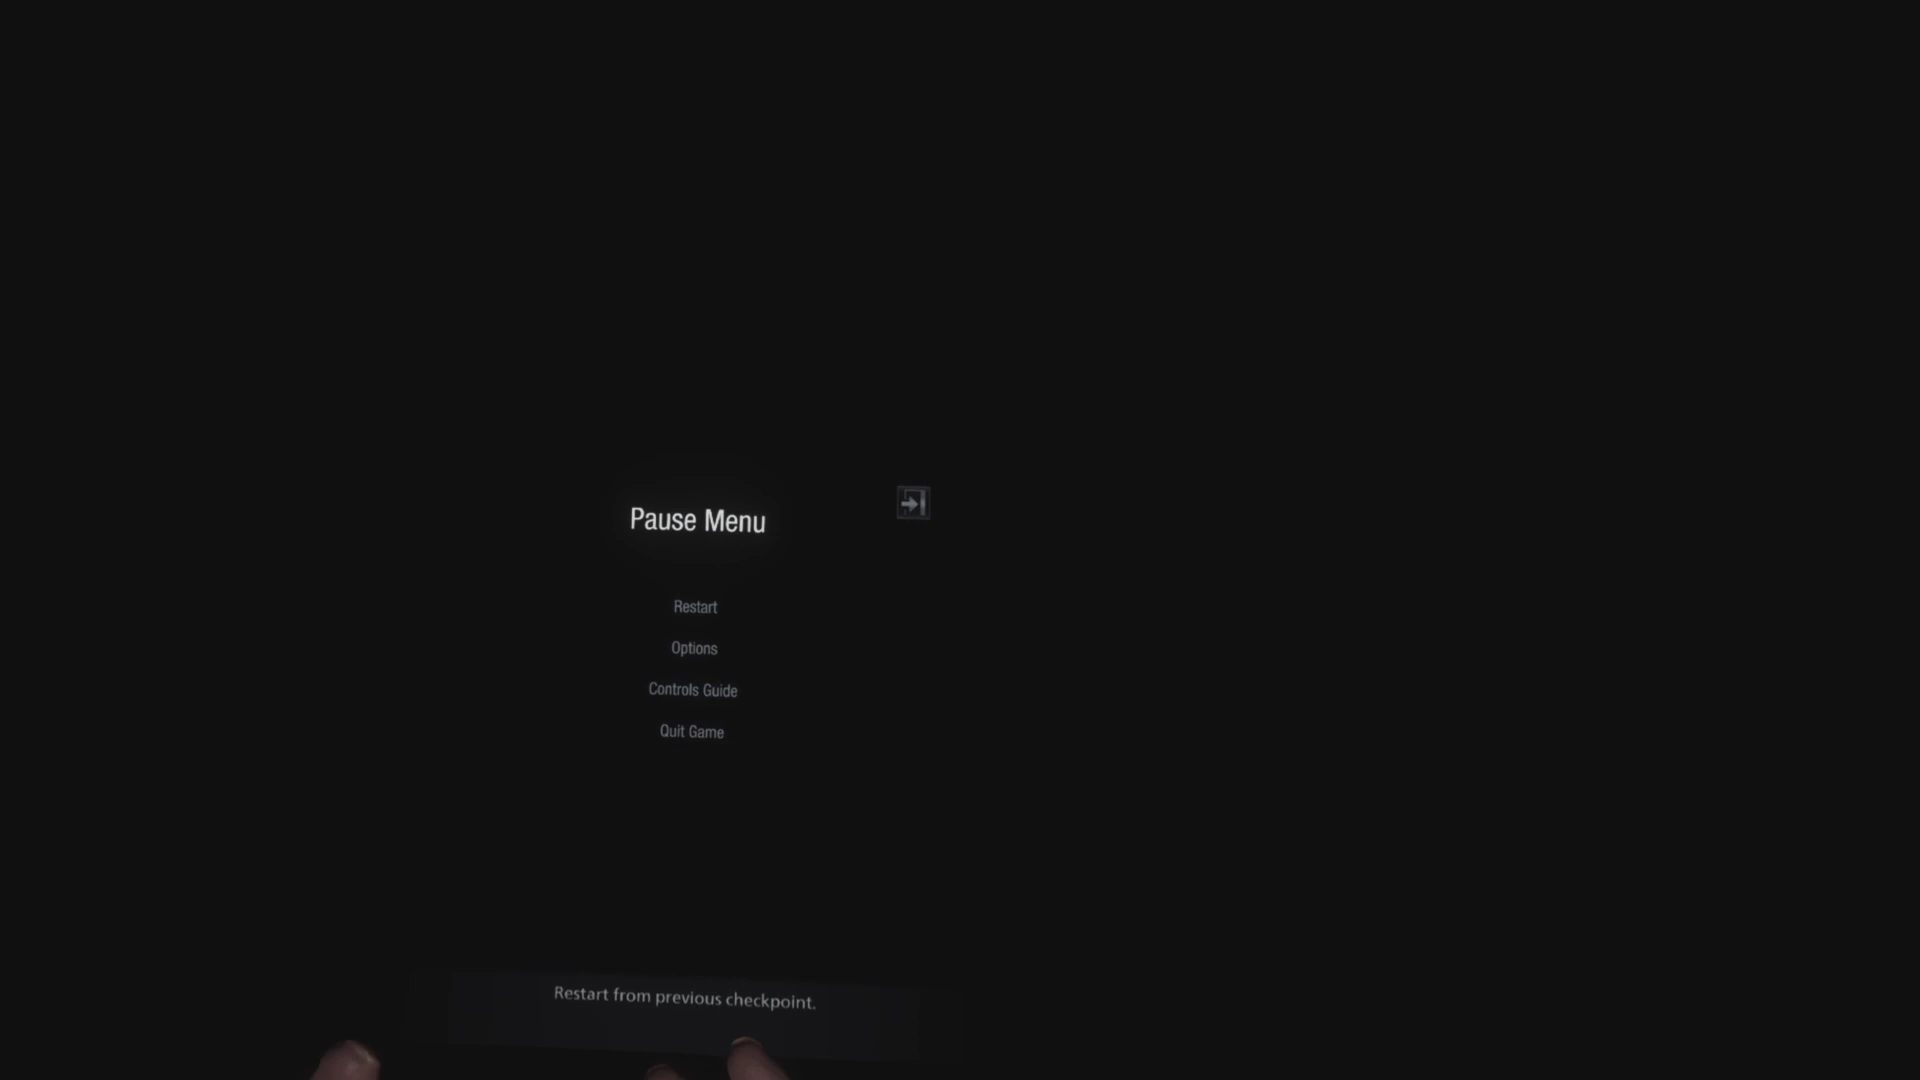 Pause Menu
Restart
Options
Controls Guide
Quit Game
Restart from previous checkpoint.